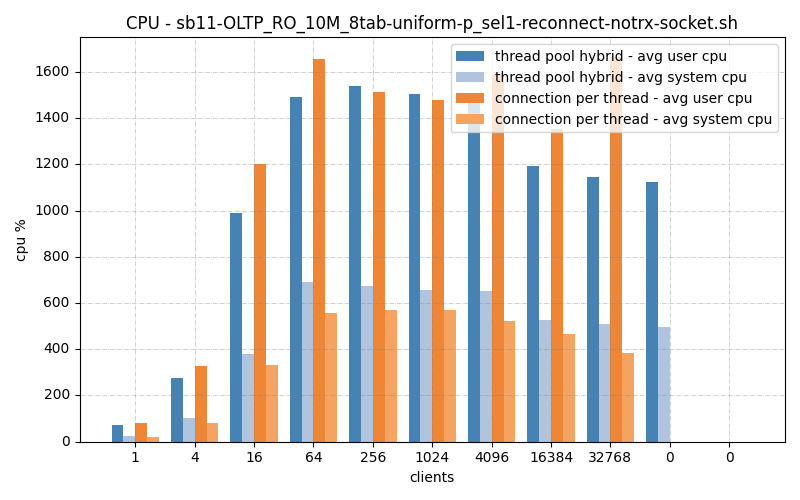 CPU - sb11-OLTP_RO_10M_8tab-uniform-p_sel1-reconnect-notrx-socket.sh
thread pool hybrid - avg user cpu
thread pool hybrid - avg system cpu
connection per thread - avg user cpu
connection per thread - avg system cpu
cpu %
1600
1400
1200
1000
800
600
400
200
0
1 4 16 64 256 1024 4096 16384 32768 0 0
clients